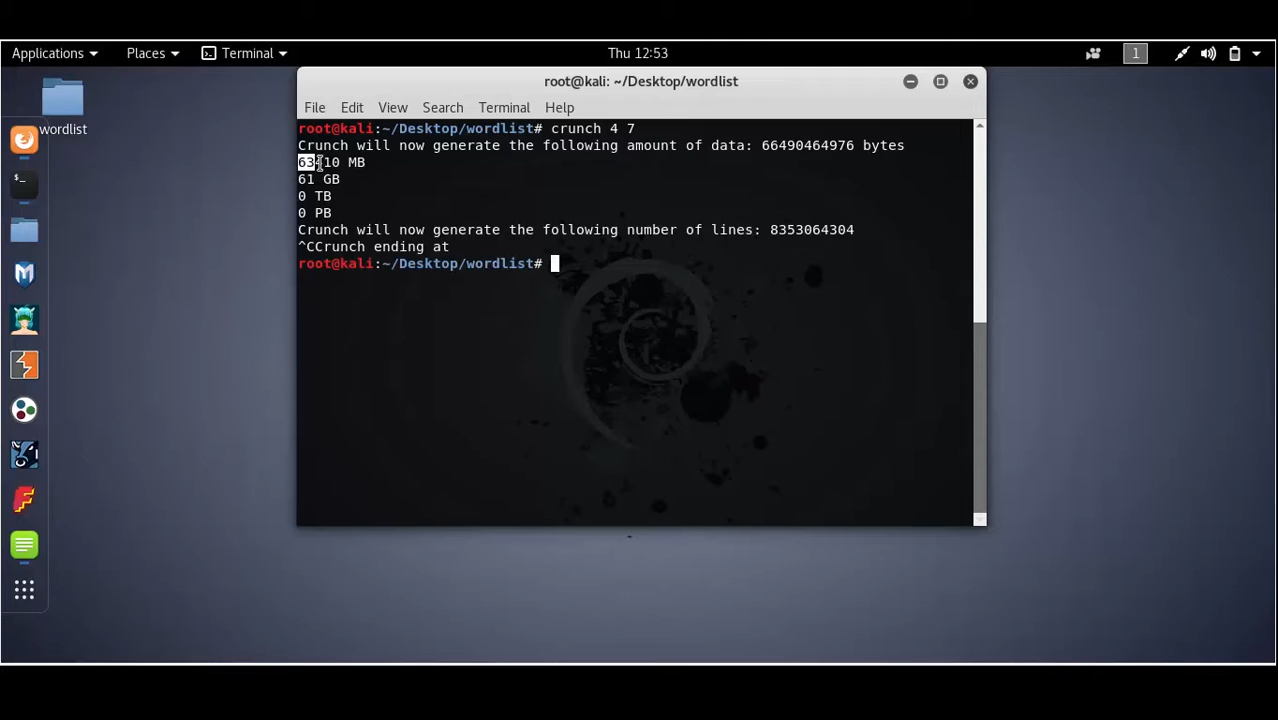 Applications Places Terminal Thu 12:53 1
wordlist
root@kali: ~/Desktop/wordlist
File Edit View Search Terminal Help
root@kali:~/Desktop/wordlist# crunch 4 7
Crunch will now generate the following amount of data: 66490464976 bytes
63410 MB
61 GB
0 TB
0 PB
Crunch will now generate the following number of lines: 8353064304
^CCrunch ending at
root@kali:~/Desktop/wordlist#